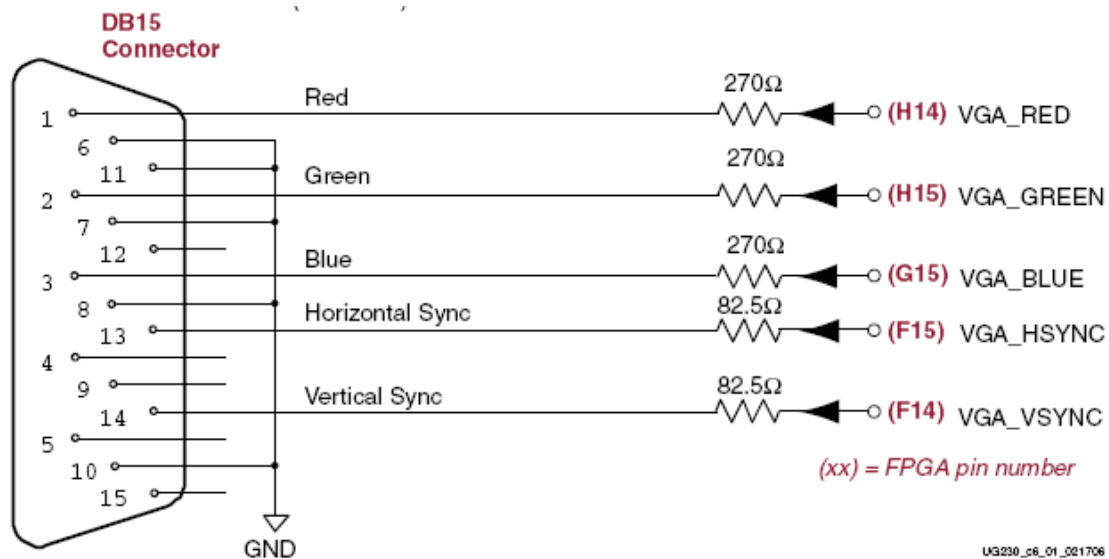 DB15
Connector
1
Red
270Ω
(H14) VGA_RED
6
11
2
Green
270Ω
(H15) VGA_GREEN
7
12
3
Blue
270Ω
(G15) VGA_BLUE
8
13
Horizontal Sync
82.5Ω
(F15) VGA_HSYNC
4
9
14
Vertical Sync
82.5Ω
(F14) VGA_VSYNC
5
10
15
(xx) = FPGA pin number
GND
UG230_c6_01_021706